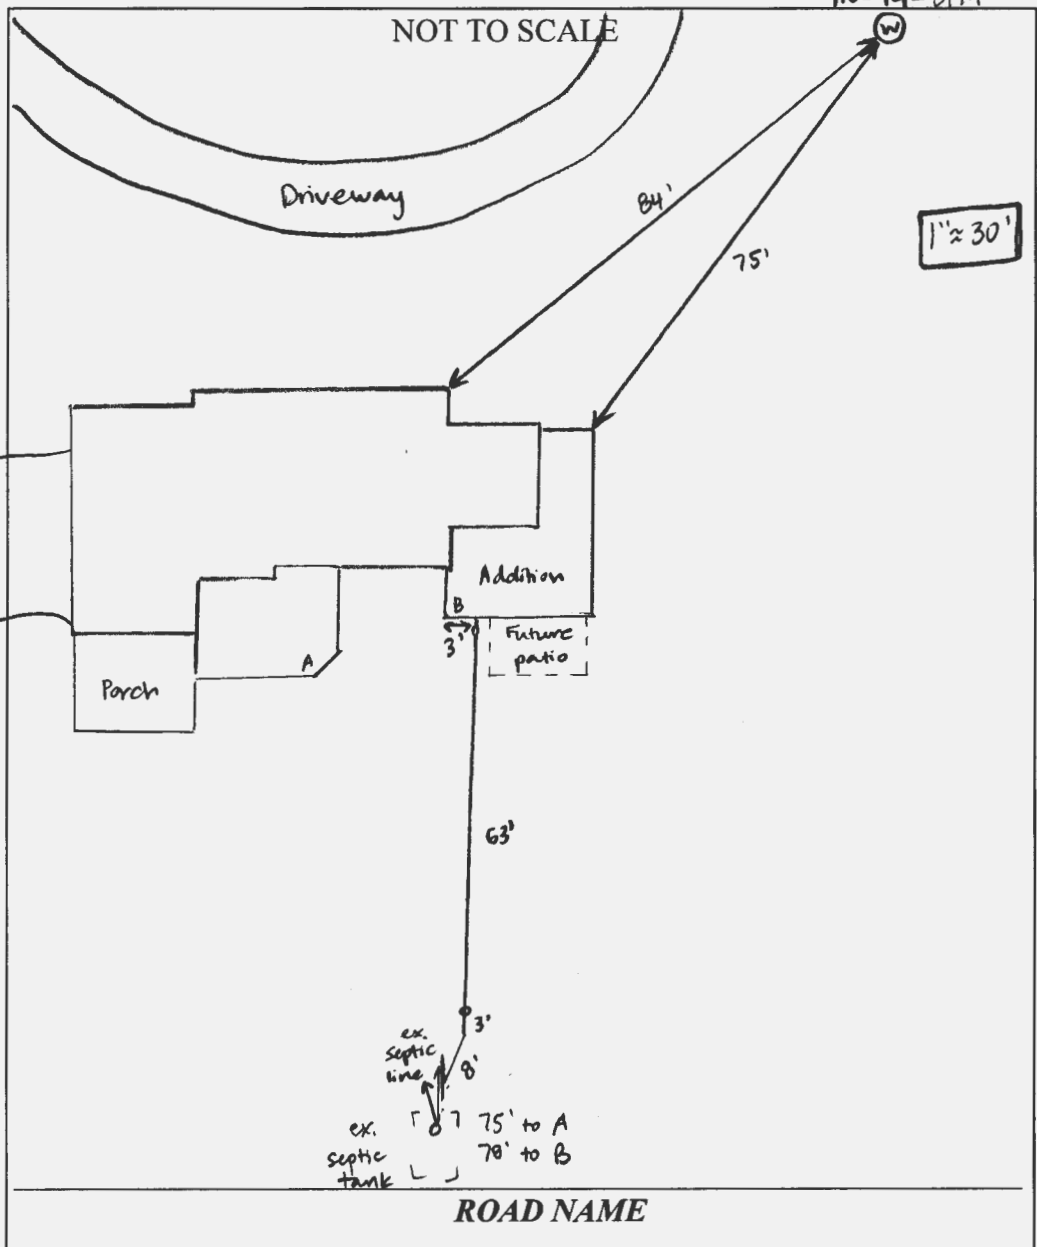 NOT TO SCALE
W
Driveway
84'
75'
1"≈ 30'
Addition
B
3'
Future
patio
A
Porch
63'
3'
ex.
septic
line
8'
ex.
septic
tank
75' to A
78' to B
ROAD NAME